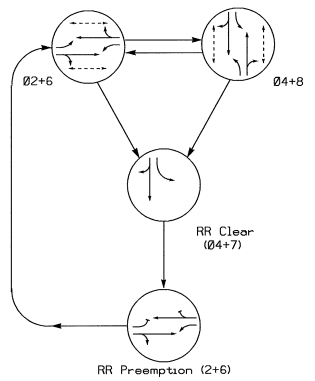 Ø2+6
Ø4+8
RR Clear
(Ø4+7)
RR Preemption (2+6)